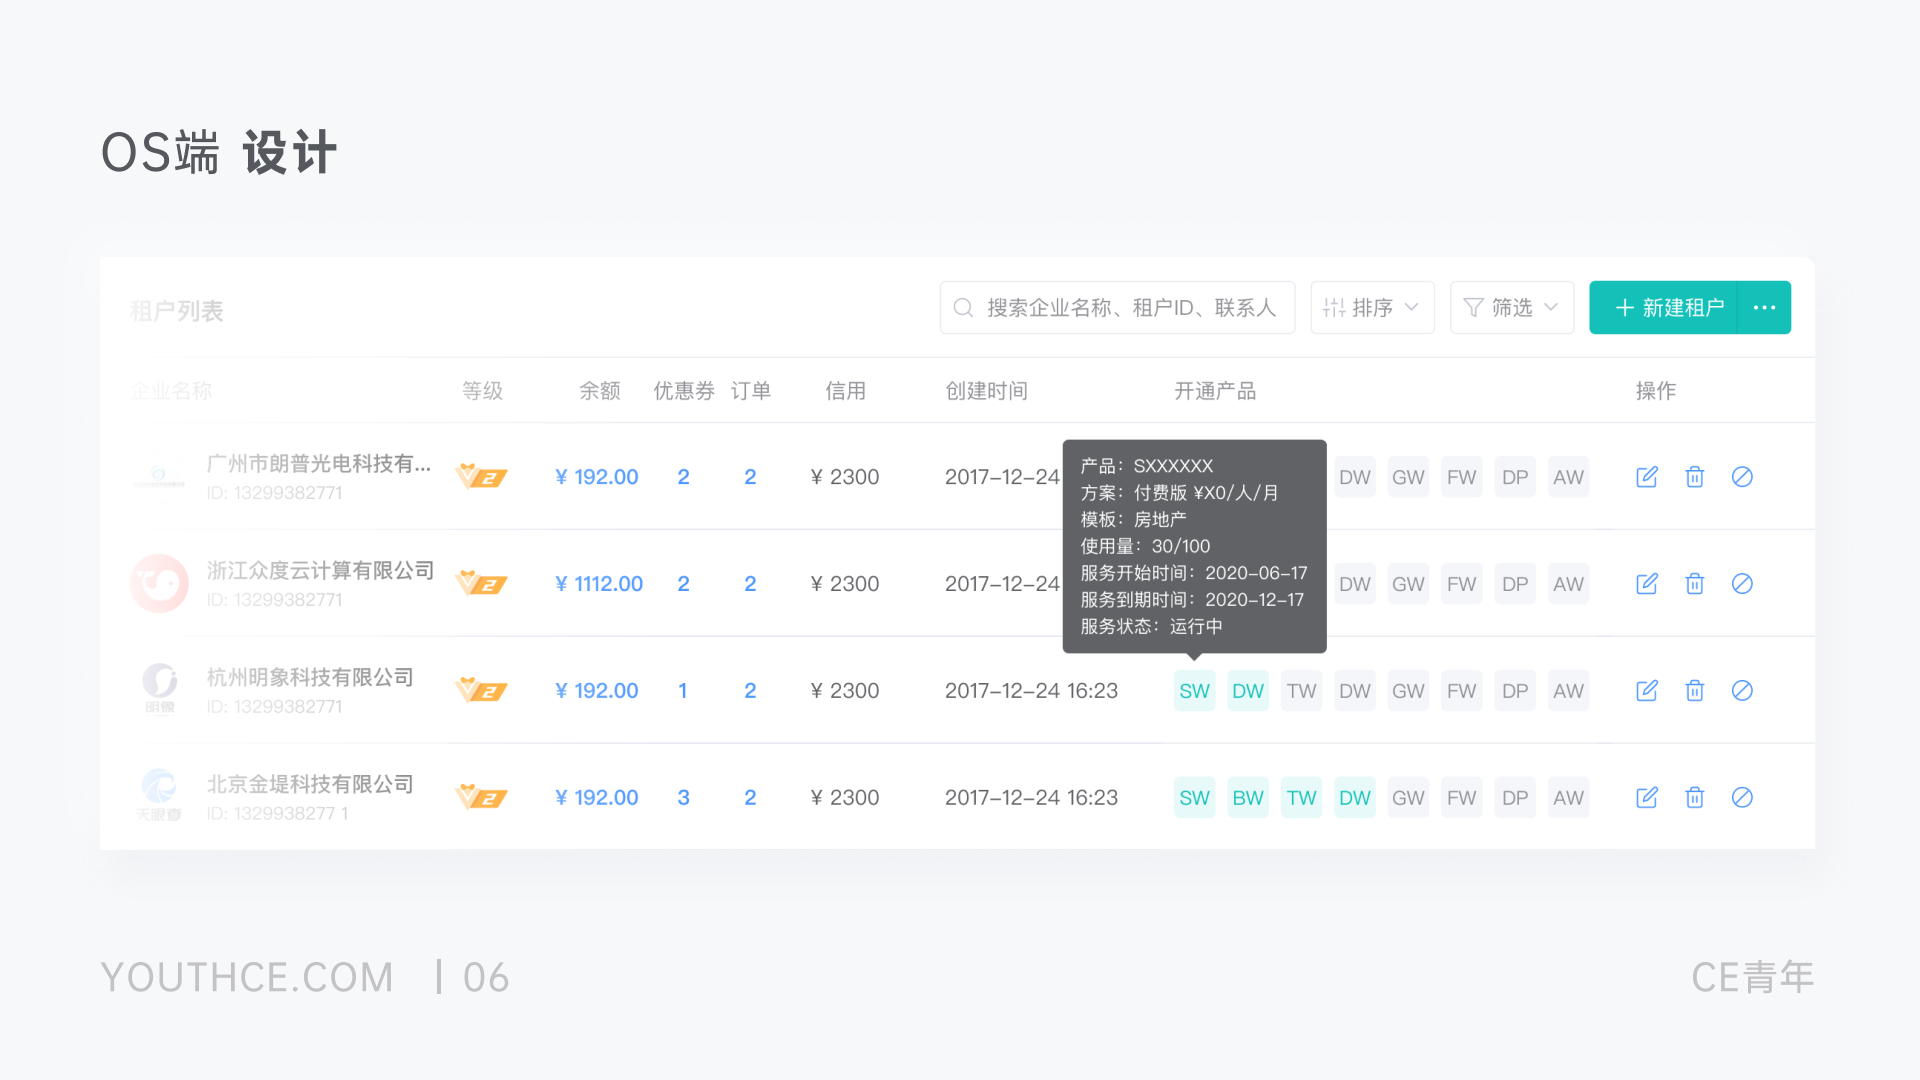 OS端 设计
租户列表
搜索企业名称、租户ID、联系人
排序
筛选
新建租户
企业名称 等级 余额 优惠券 订单 信用 创建时间 开通产品 操作
广州市朗普光电科技有...
ID: 13299382771
2 ¥ 192.00 2 2 ¥ 2300 2017-12-24 DW GW FW DP AW
浙江众度云计算有限公司
ID: 13299382771
2 ¥ 1112.00 2 2 ¥ 2300 2017-12-24 DW GW FW DP AW
产品：SXXXXXX
方案：付费版 ¥X0/人/月
模板：房地产
使用量：30/100
服务开始时间：2020-06-17
服务到期时间：2020-12-17
服务状态：运行中
明像
杭州明象科技有限公司
ID: 13299382771
2 ¥ 192.00 1 2 ¥ 2300 2017-12-24 16:23 SW DW TW DW GW FW DP AW
天眼查
北京金堤科技有限公司
ID: 1329938277 1
2 ¥ 192.00 3 2 ¥ 2300 2017-12-24 16:23 SW BW TW DW GW FW DP AW
YOUTHCE.COM | 06
CE青年